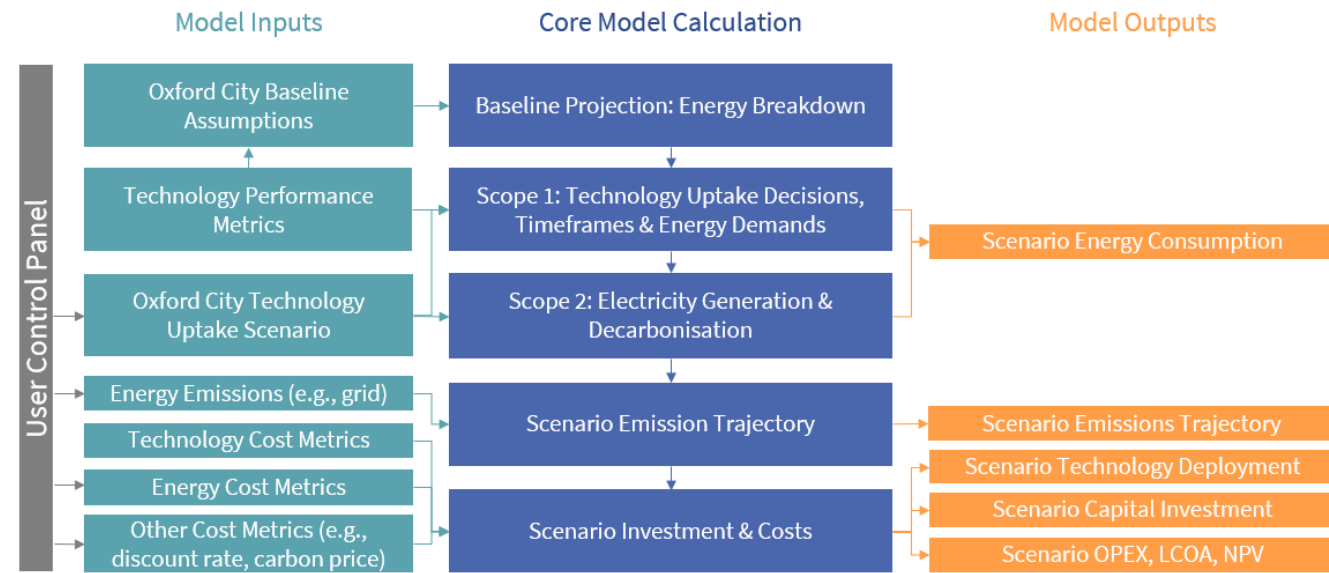 Model Inputs
Core Model Calculation
Model Outputs
User Control Panel
Oxford City Baseline
Assumptions
Technology Performance
Metrics
Oxford City Technology
Uptake Scenario
Energy Emissions (e.g., grid)
Technology Cost Metrics
Energy Cost Metrics
Other Cost Metrics (e.g.,
discount rate, carbon price)
Baseline Projection: Energy Breakdown
Scope 1: Technology Uptake Decisions,
Timeframes & Energy Demands
Scope 2: Electricity Generation &
Decarbonisation
Scenario Emission Trajectory
Scenario Investment & Costs
Scenario Energy Consumption
Scenario Emissions Trajectory
Scenario Technology Deployment
Scenario Capital Investment
Scenario OPEX, LCOA, NPV